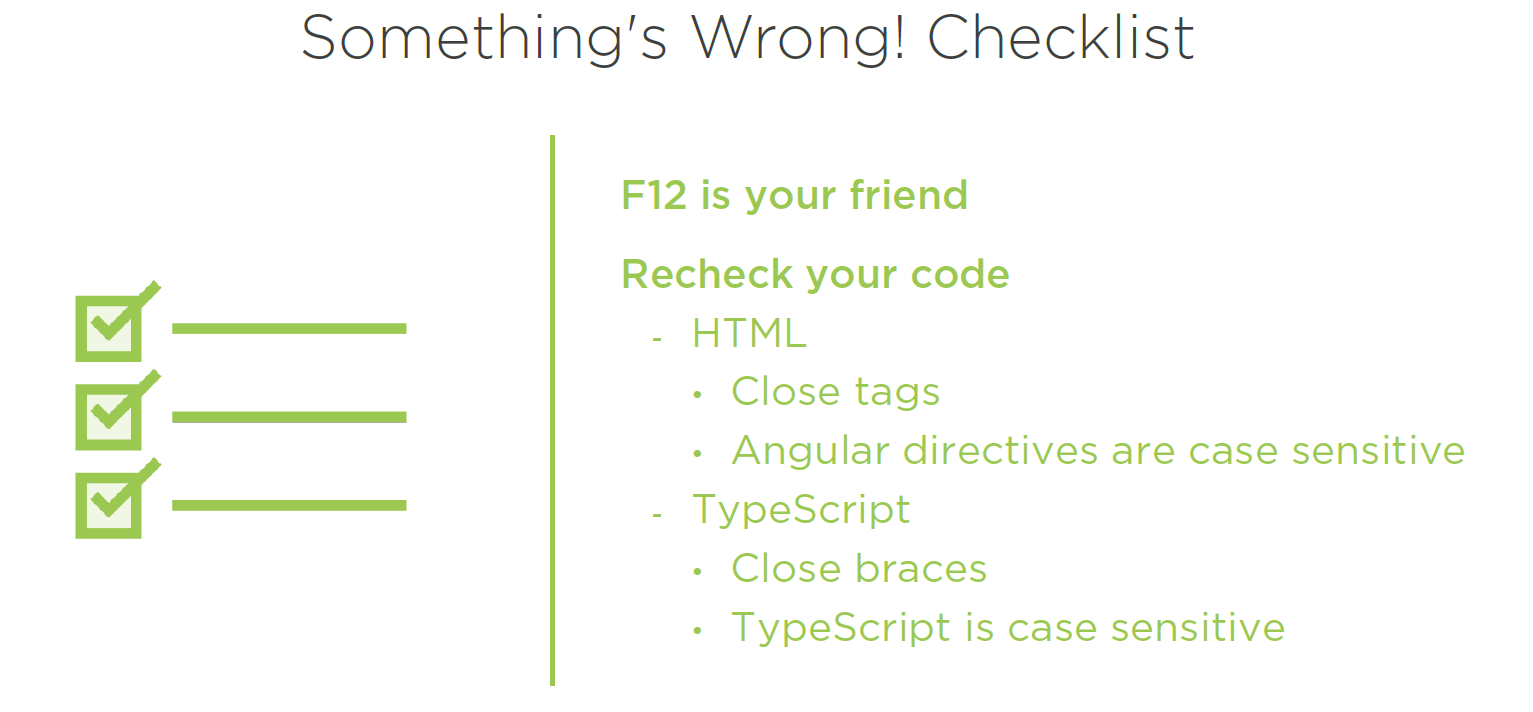 Something's Wrong! Checklist
F12 is your friend
Recheck your code
- HTML
• Close tags
• Angular directives are case sensitive
- TypeScript
• Close braces
• TypeScript is case sensitive